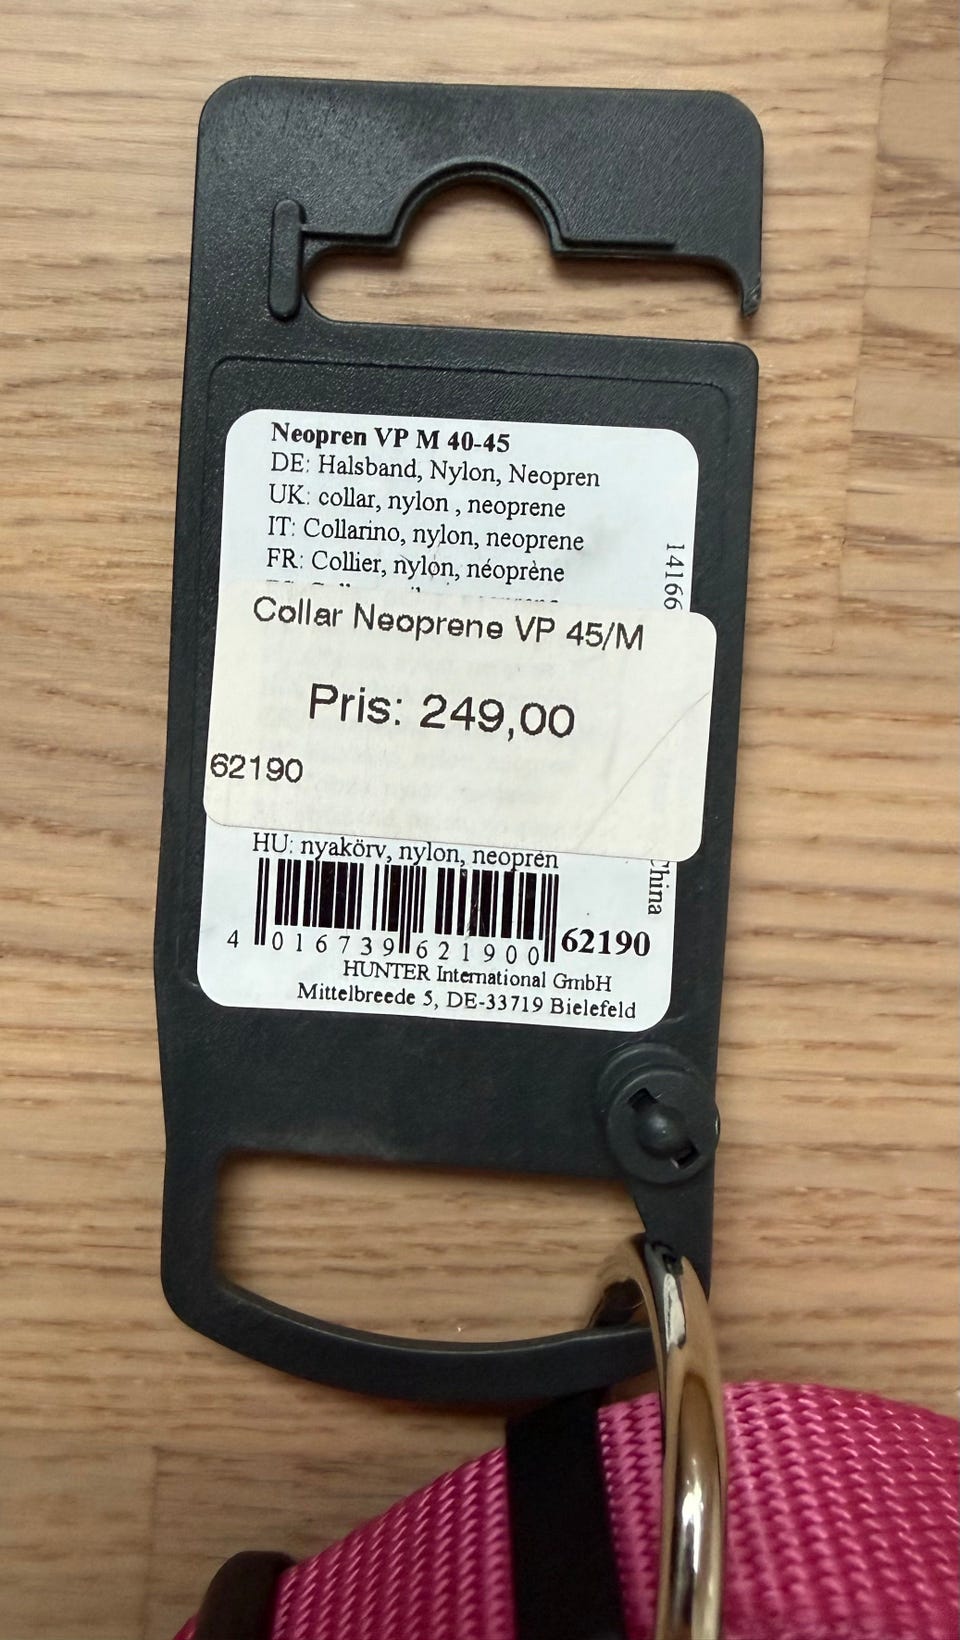 Neopren VP M 40-45
DE: Halsband, Nylon, Neopren
UK: collar, nylon , neoprene
IT: Collarino, nylon, neoprene
FR: Collier, nylon, néoprène
14166
Collar Neoprene VP 45/M
Pris: 249,00
62190
HU: nyakörv, nylon, neoprén
China
4 016739 621900
62190
HUNTER International GmbH
Mittelbreede 5, DE-33719 Bielefeld